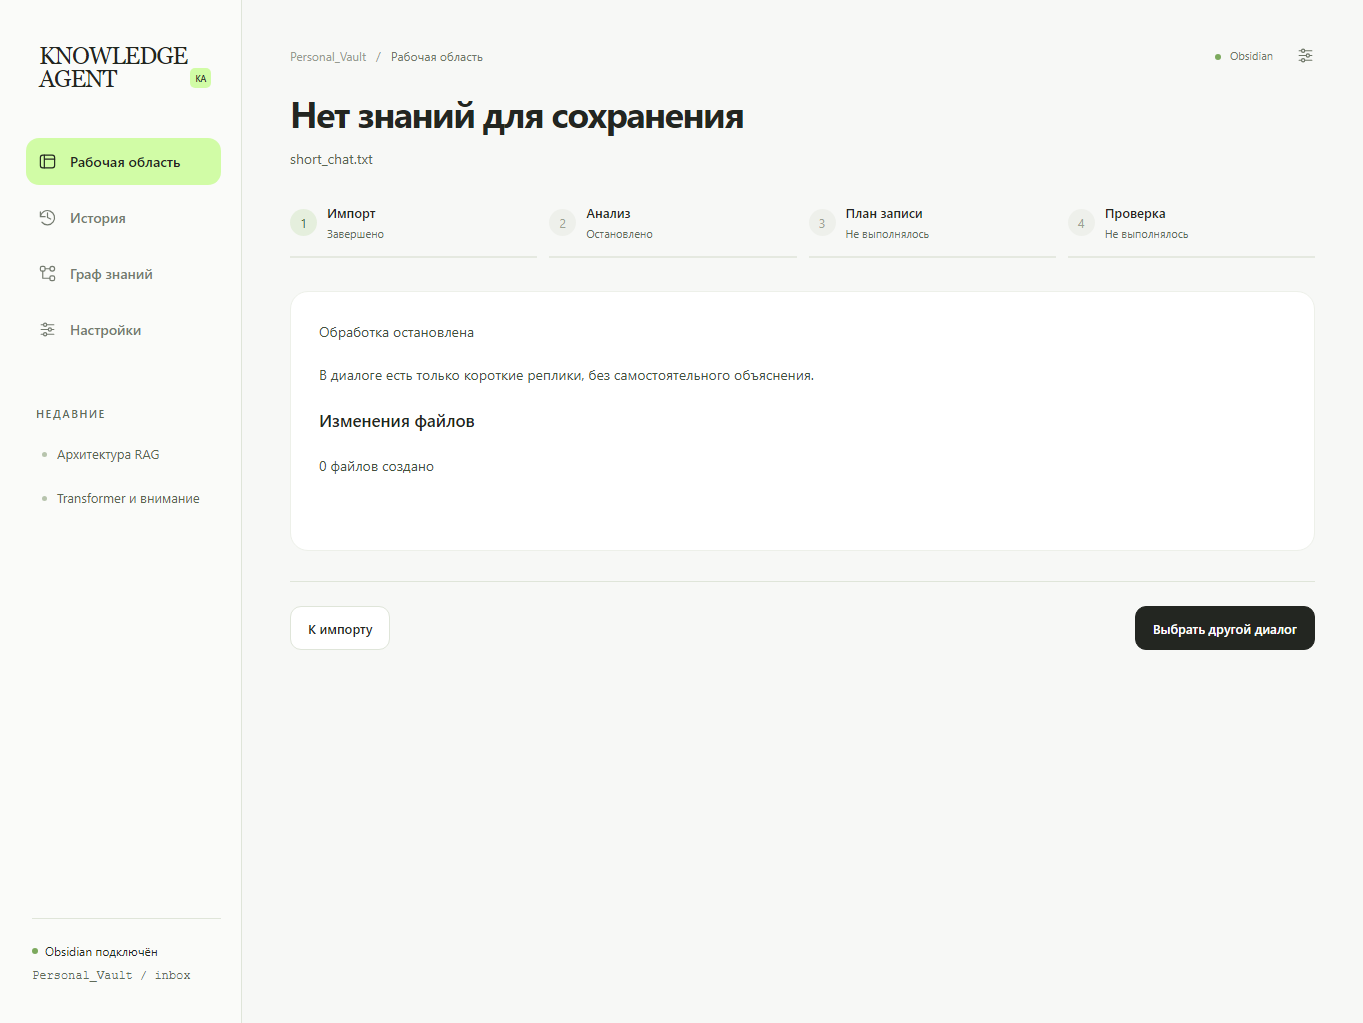 KNOWLEDGE
AGENT
KA
Рабочая область
История
Граф знаний
Настройки
НЕДАВНИЕ
Архитектура RAG
Transformer и внимание
Obsidian подключён
Personal_Vault / inbox
Personal_Vault / Рабочая область
Obsidian
Нет знаний для сохранения
short_chat.txt
1
Импорт
Завершено
2
Анализ
Остановлено
3
План записи
Не выполнялось
4
Проверка
Не выполнялось
Обработка остановлена
В диалоге есть только короткие реплики, без самостоятельного объяснения.
Изменения файлов
0 файлов создано
К импорту
Выбрать другой диалог